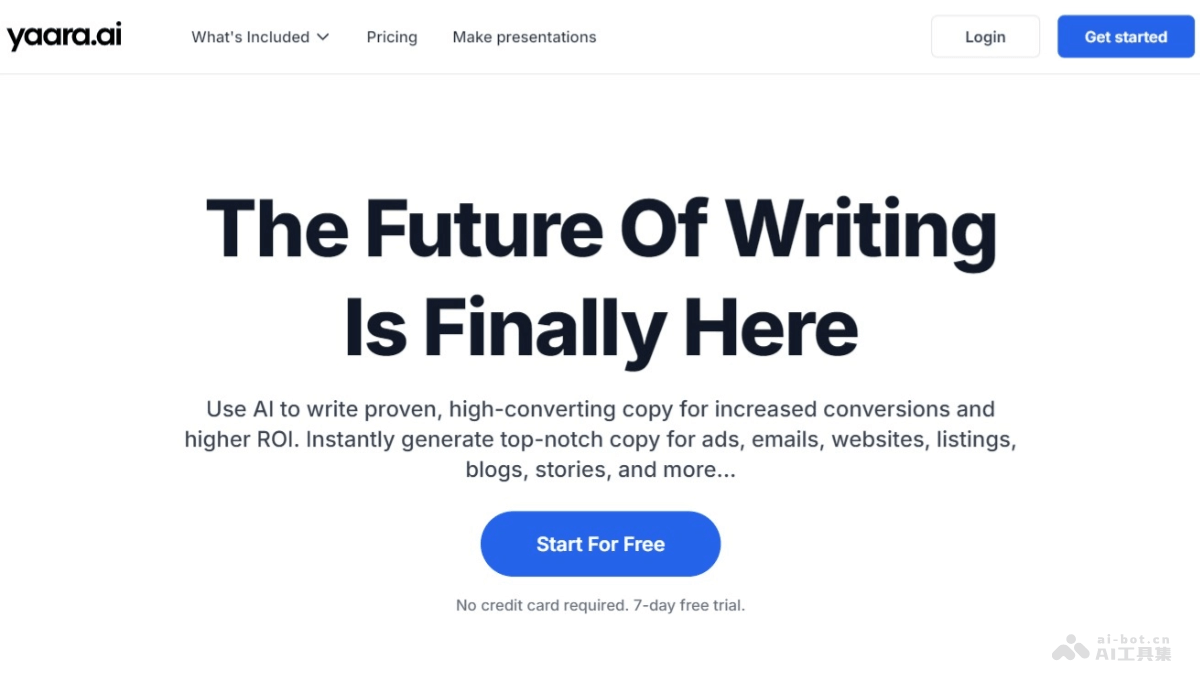 yaara.ai
What's Included
Pricing
Make presentations
Login
Get started
The Future Of Writing
Is Finally Here
Use AI to write proven, high-converting copy for increased conversions and
higher ROI. Instantly generate top-notch copy for ads, emails, websites, listings,
blogs, stories, and more...
Start For Free
No credit card required. 7-day free trial.
ai-bot.cn
AI工具集